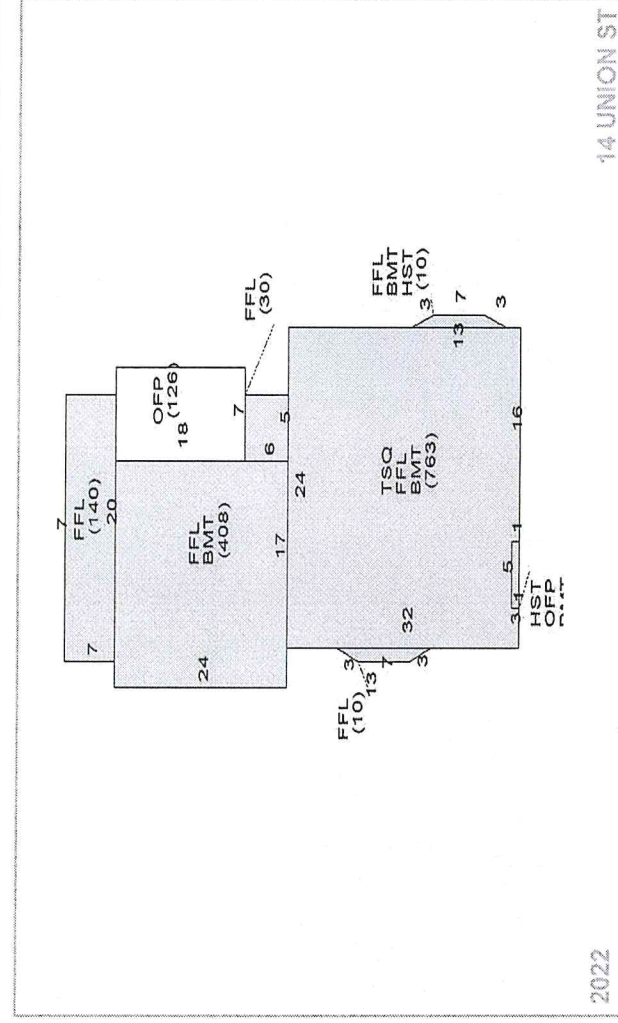 7
FFL
(140)
7
20
OFP
(126)
18
FFL
(30)
7
6
5
FFL
BMT
(408)
24
17
24
FFL
BMT
HST
(10)
3
7
3
13
TSQ
FFL
BMT
(763)
32
3
13
7
3
FFL
(10)
16
1
5
1
3
HST
OFP
2022
14 UNION ST